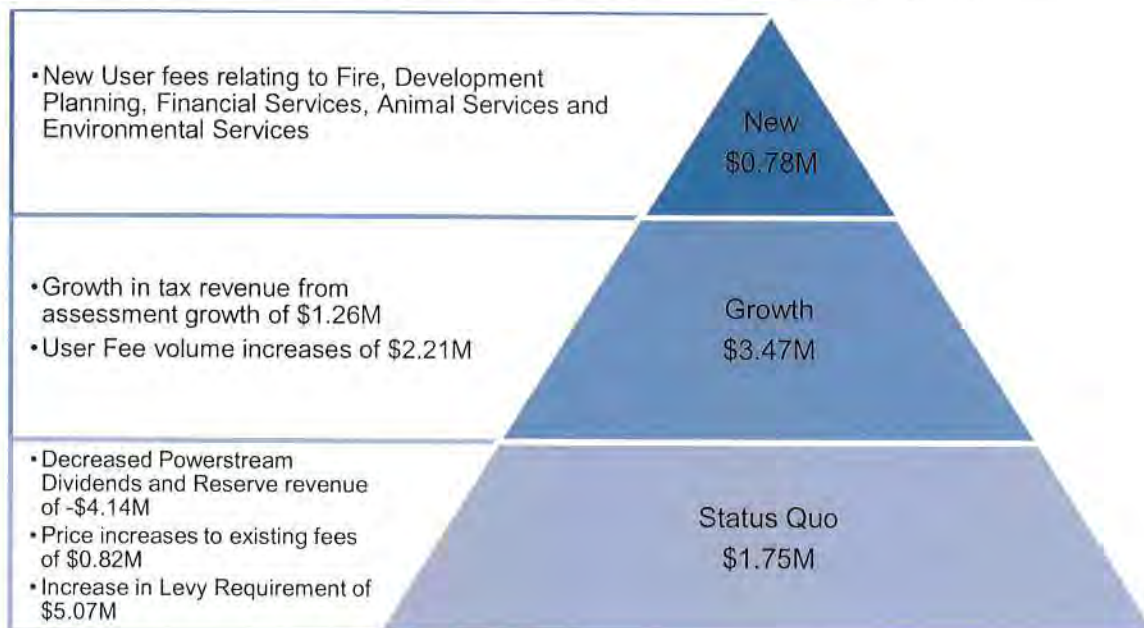 •New User fees relating to Fire, Development
Planning, Financial Services, Animal Services and
Environmental Services
New
$0.78M
•Growth in tax revenue from
assessment growth of $1.26M
•User Fee volume increases of $2.21M
Growth
$3.47M
•Decreased Powerstream
Dividends and Reserve revenue
of -$4.14M
•Price increases to existing fees
of $0.82M
•Increase in Levy Requirement of
$5.07M
Status Quo
$1.75M